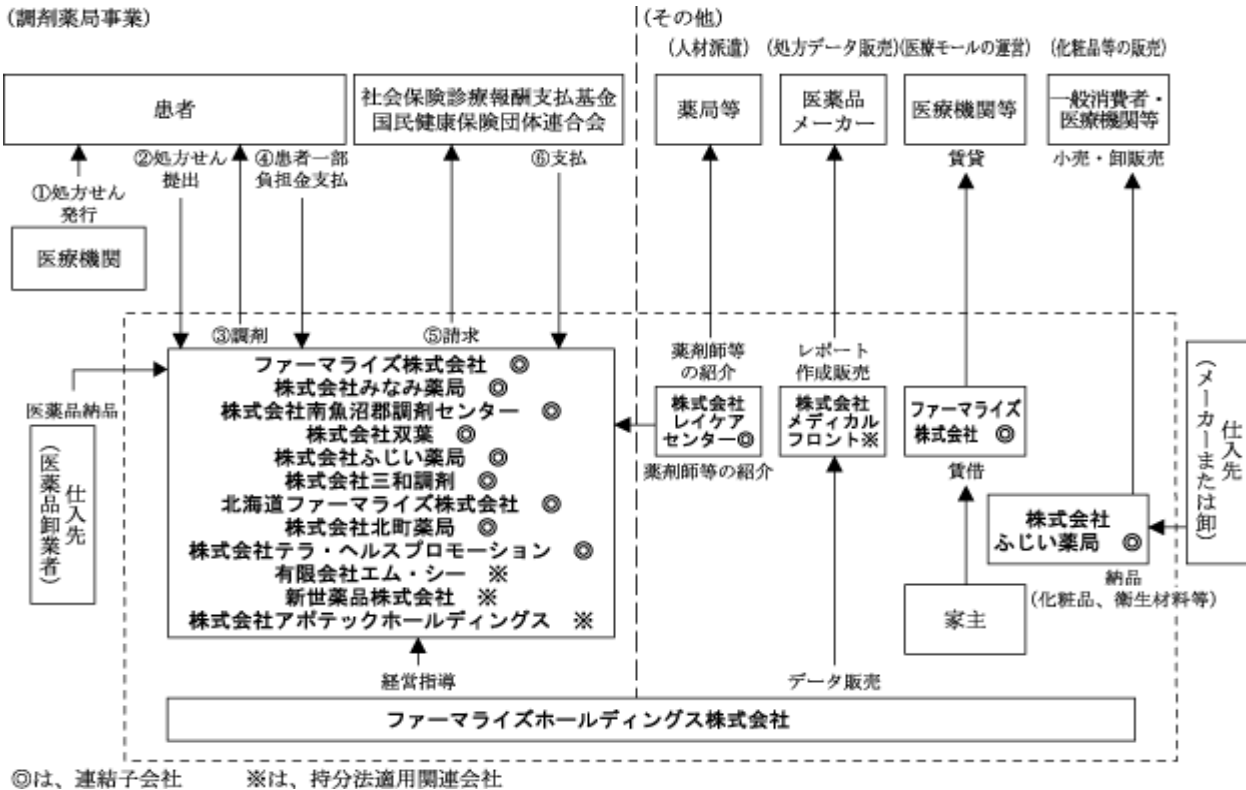 (調剤薬局事業)
(その他)
(人材派遣)
(処方データ販売)
(医療モールの運営)
(化粧品等の販売)
患者
社会保険診療報酬支払基金
国民健康保険団体連合会
薬局等
医薬品
メーカー
医療機関等
一般消費者・
医療機関等
①処方せん
発行
医療機関
②処方せん
提出
④患者一部
負担金支払
⑥支払
賃貸
小売・卸販売
③調剤
⑤請求
薬剤師等
の紹介
レポート
作成販売
医薬品納品
仕入先
(医薬品卸業者)
ファーマライズ株式会社 ◎
株式会社みなみ薬局 ◎
株式会社南魚沼郡調剤センター ◎
株式会社双葉 ◎
株式会社ふじい薬局 ◎
株式会社三和調剤 ◎
北海道ファーマライズ株式会社 ◎
株式会社北町薬局 ◎
株式会社テラ・ヘルスプロモーション ◎
有限会社エム・シー ※
新世薬品株式会社 ※
株式会社アポテックホールディングス ※
株式会社
レイケア
センター◎
薬剤師等の紹介
株式会社
メディカル
フロント※
ファーマライズ
株式会社 ◎
賃借
家主
株式会社
ふじい薬局 ◎
納品
(化粧品、衛生材料等)
仕入先
(メーカーまたは卸)
経営指導
データ販売
ファーマライズホールディングス株式会社
◎は、連結子会社 ※は、持分法適用関連会社